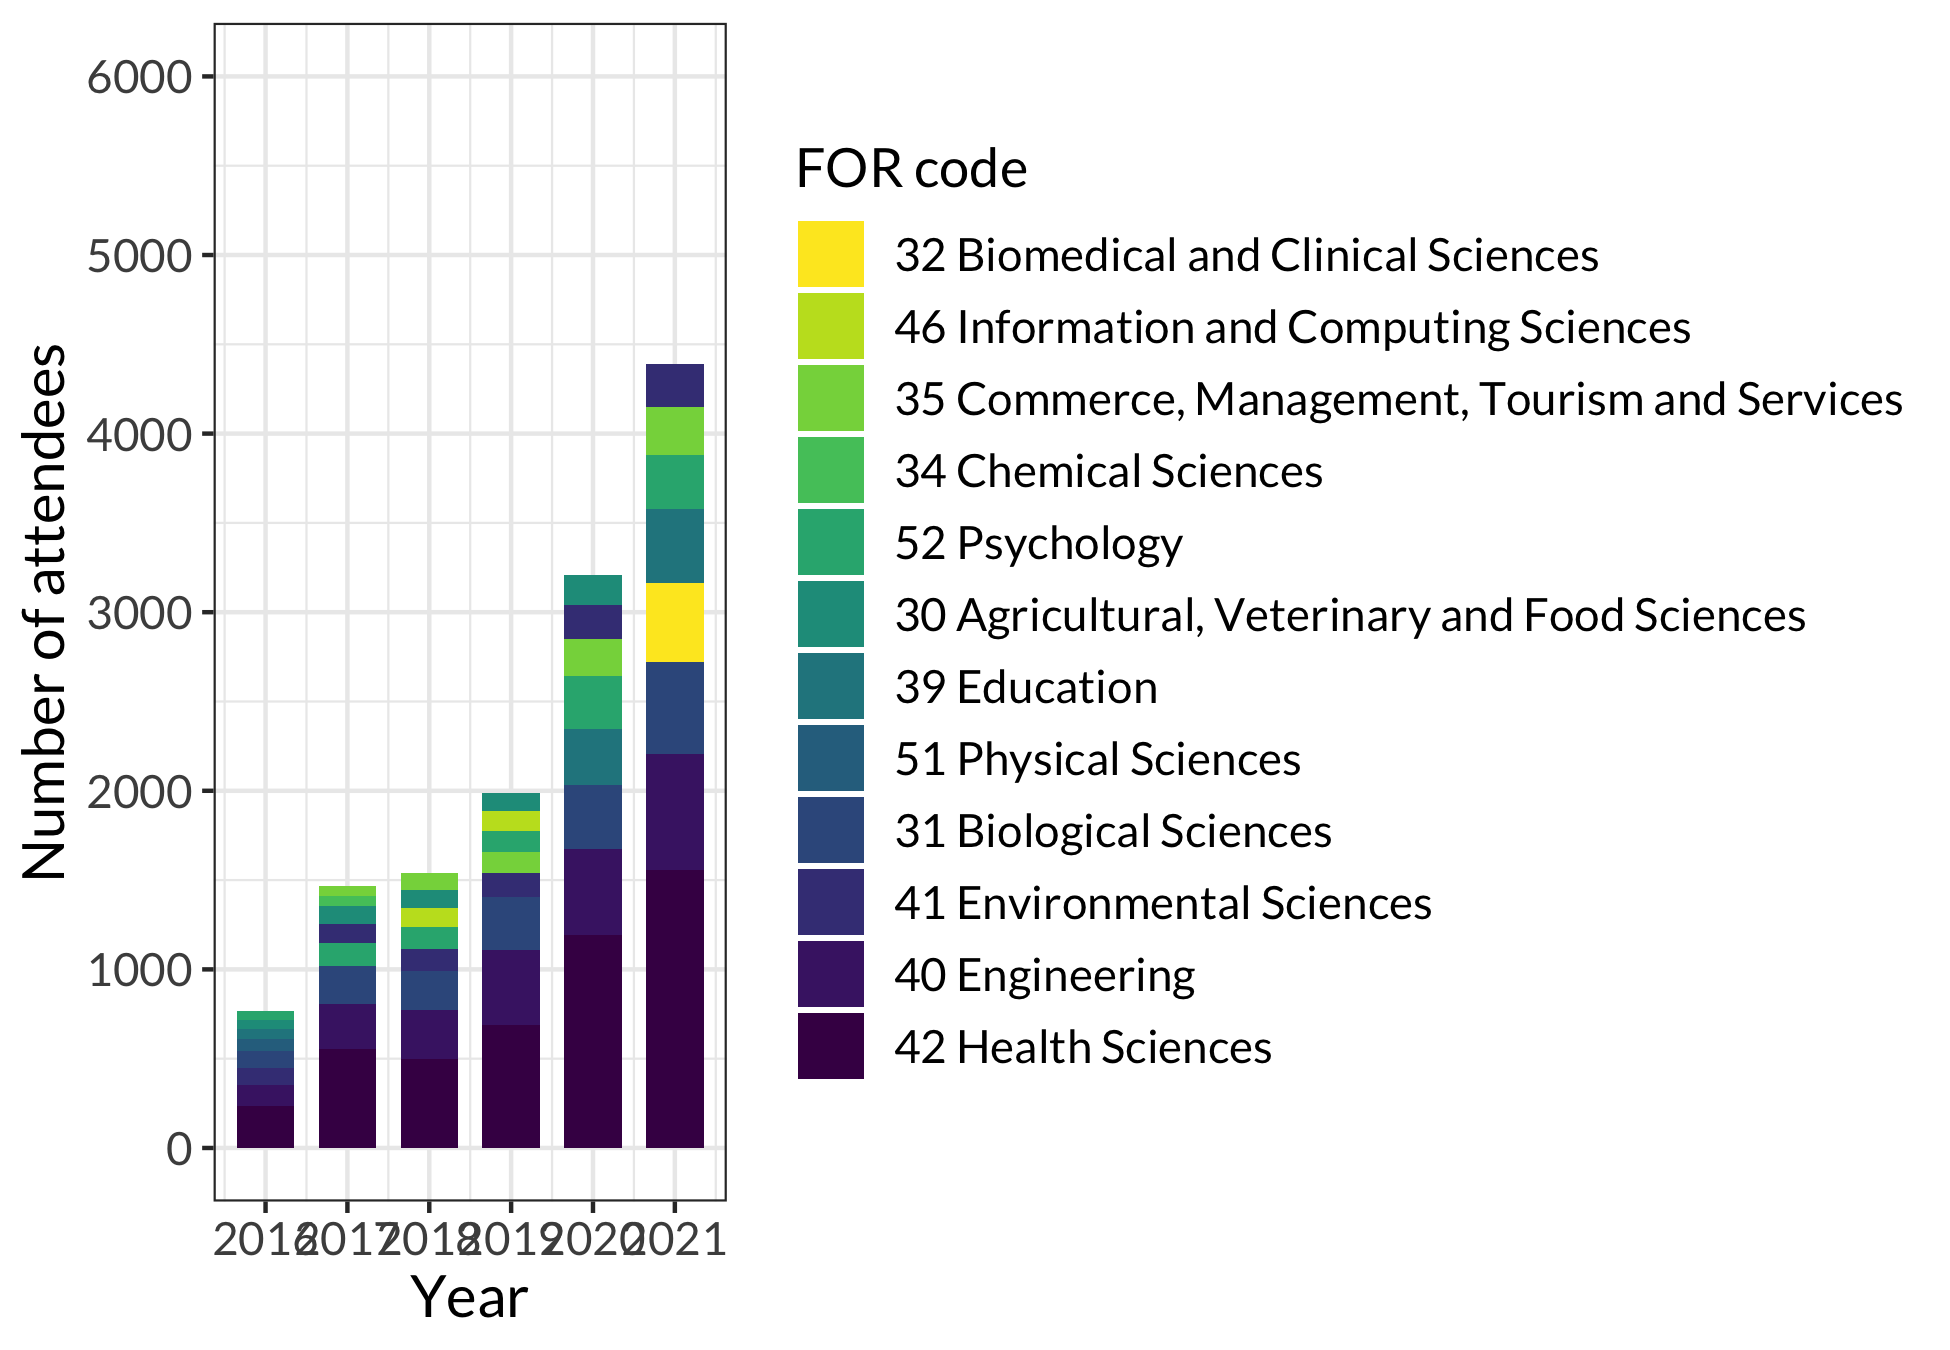 6000
5000
4000
3000
2000
1000
0
Number of attendees
2016 2017 2018 2019 2020 2021
Year
FOR code
32 Biomedical and Clinical Sciences
46 Information and Computing Sciences
35 Commerce, Management, Tourism and Services
34 Chemical Sciences
52 Psychology
30 Agricultural, Veterinary and Food Sciences
39 Education
51 Physical Sciences
31 Biological Sciences
41 Environmental Sciences
40 Engineering
42 Health Sciences